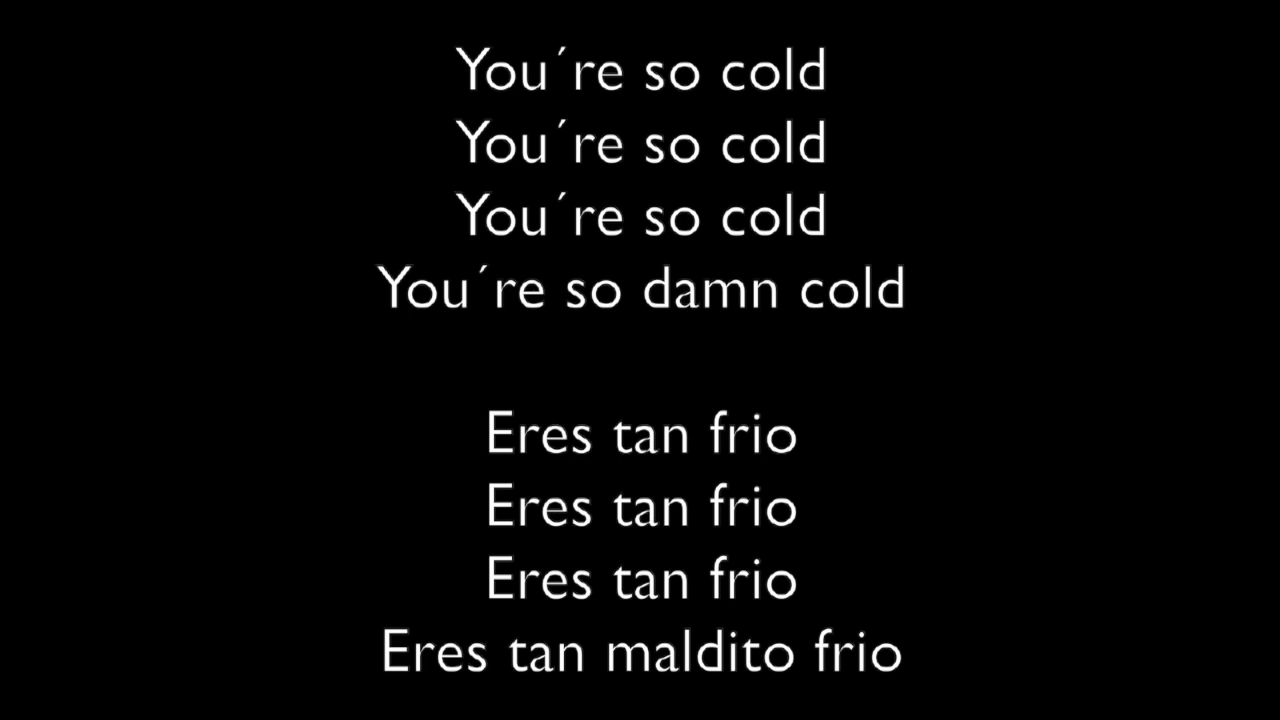 You´re so cold
You´re so cold
You´re so cold
You´re so damn cold
Eres tan frio
Eres tan frio
Eres tan frio
Eres tan maldito frio